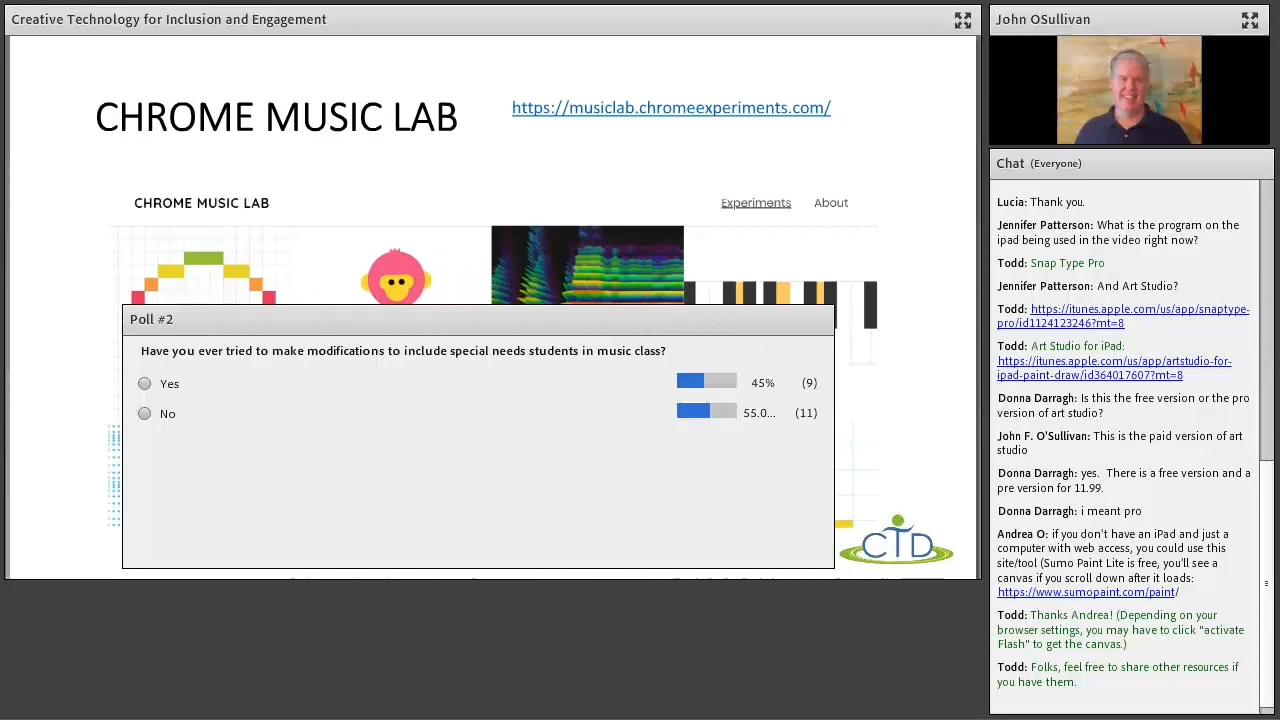 Creative Technology for Inclusion and Engagement
CHROME MUSIC LAB
https://musiclab.chromeexperiments.com/
CHROME MUSIC LAB
Experiments
About
Poll #2
Have you ever tried to make modifications to include special needs students in music class?
Yes 45% (9)
No 55.0... (11)
CTD
John OSullivan
Chat (Everyone)
Lucia: Thank you.
Jennifer Patterson: What is the program on the
ipad being used in the video right now?
Todd: Snap Type Pro
Jennifer Patterson: And Art Studio?
Todd: https://itunes.apple.com/us/app/snaptype-
pro/id1124123246?mt=8
Todd: Art Studio for iPad:
https://itunes.apple.com/us/app/artstudio-for-
ipad-paint-draw/id364017607?mt=8
Donna Darragh: Is this the free version or the pro
version of art studio?
John F. O'Sullivan: This is the paid version of art
studio
Donna Darragh: yes.  There is a free version and a
pre version for 11.99.
Donna Darragh: i meant pro
Andrea O: if you don't have an iPad and just a
computer with web access, you could use this
site/tool (Sumo Paint Lite is free, you'll see a
canvas if you scroll down after it loads:
https://www.sumopaint.com/paint/
Todd: Thanks Andrea! (Depending on your
browser settings, you may have to click "activate
Flash" to get the canvas.)
Todd: Folks, feel free to share other resources if
you have them.